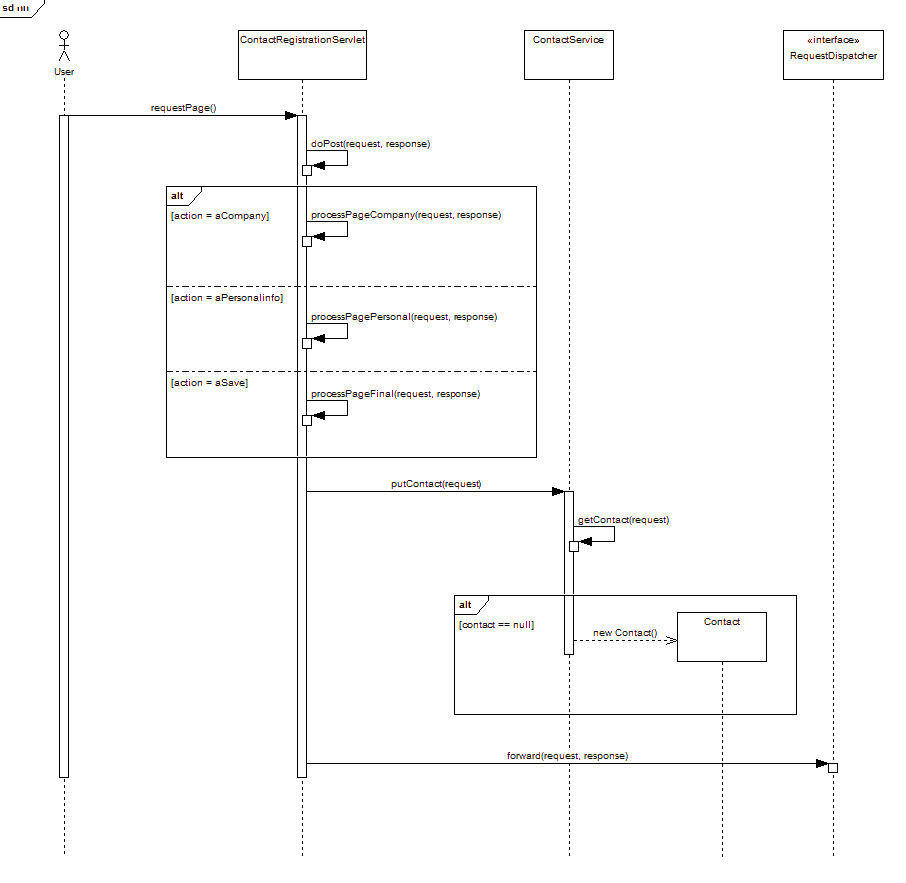 sd
User
ContactRegistrationServlet
ContactService
«interface»
RequestDispatcher
requestPage()
doPost(request, response)
alt
[action = aCompany]
processPageCompany(request, response)
[action = aPersonalinfo]
processPagePersonal(request, response)
[action = aSave]
processPageFinal(request, response)
putContact(request)
getContact(request)
alt
[contact == null]
new Contact()
Contact
forward(request, response)